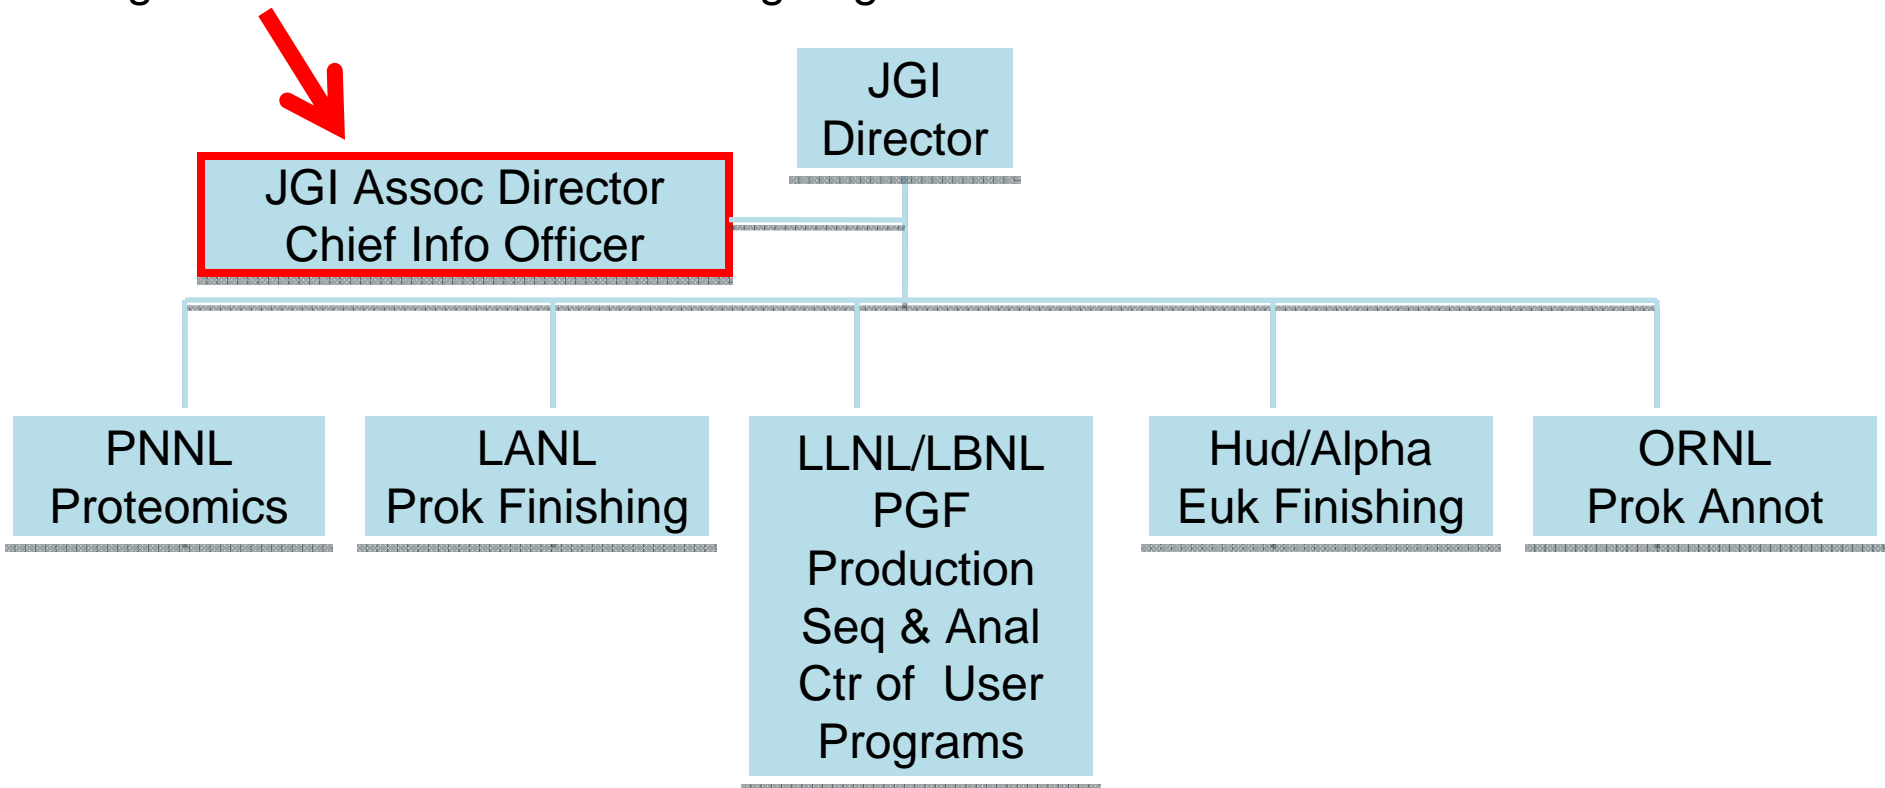 JGI
Director
JGI Assoc Director
Chief Info Officer
PNNL
Proteomics
LANL
Prok Finishing
LLNL/LBNL
PGF
Production
Seq & Anal
Ctr of User
Programs
Hud/Alpha
Euk Finishing
ORNL
Prok Annot